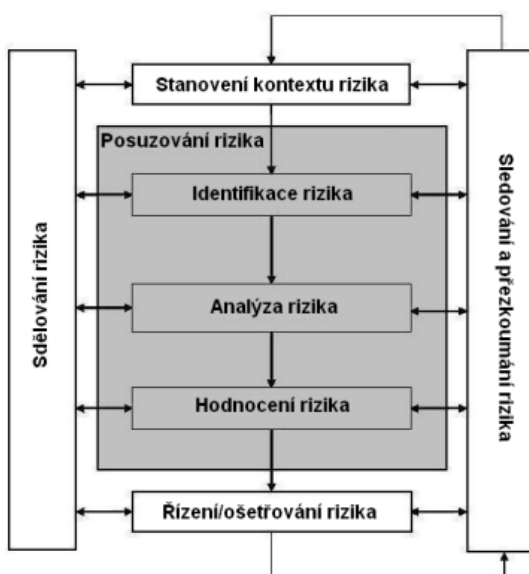 Stanovení kontextu rizika
Posuzování rizika
Identifikace rizika
Analýza rizika
Hodnocení rizika
Řízení/ošetřování rizika
Sdělování rizika
Sledování a přezkoumání rizika